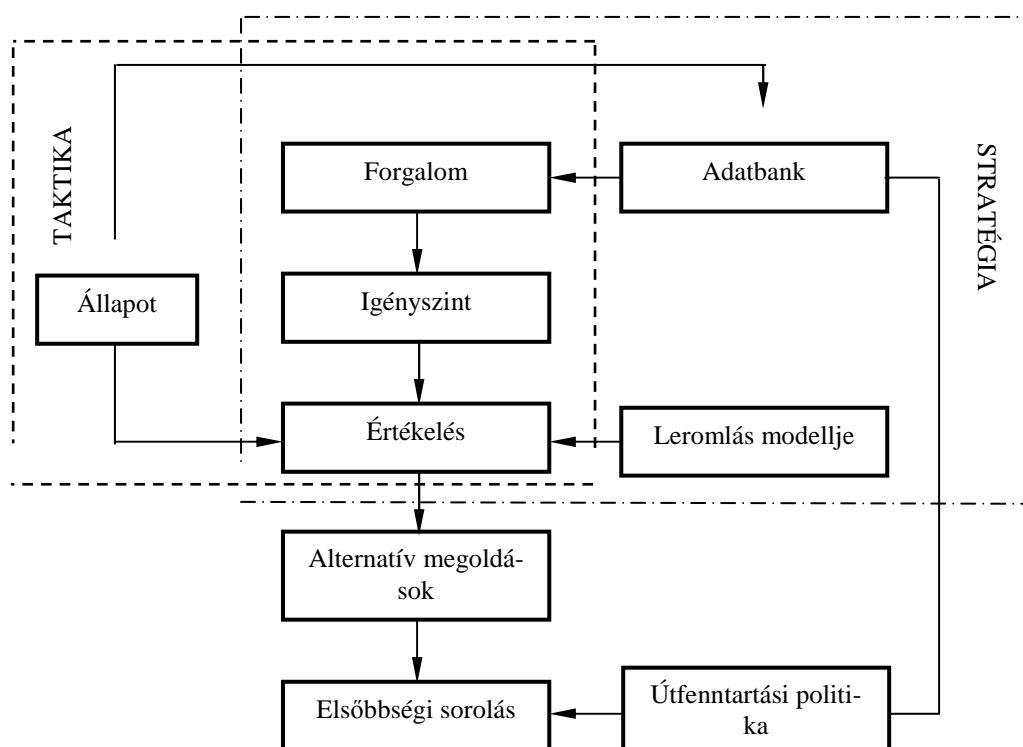 TAKTIKA
STRATÉGIA
Forgalom
Adatbank
Állapot
Igényszint
Értékelés
Leromlás modellje
Alternatív megoldá-
sok
Elsőbbségi sorolás
Útfenntartási politi-
ka